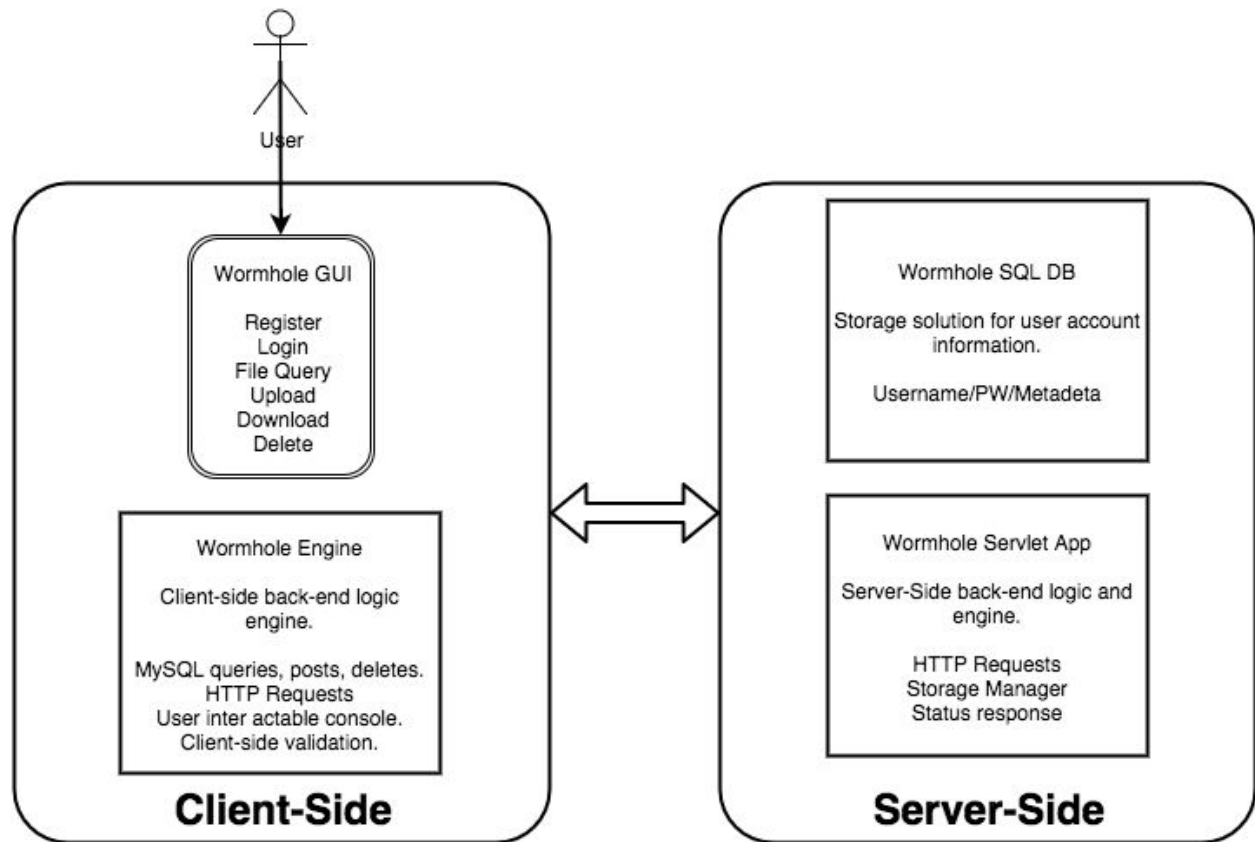 User
Wormhole GUI
Register
Login
File Query
Upload
Download
Delete
Wormhole Engine
Client-side back-end logic
engine.
MySQL queries, posts, deletes.
HTTP Requests
User inter actable console.
Client-side validation.
Client-Side
Wormhole SQL DB
Storage solution for user account
information.
Username/PW/Metadeta
Wormhole Servlet App
Server-Side back-end logic and
engine.
HTTP Requests
Storage Manager
Status response
Server-Side